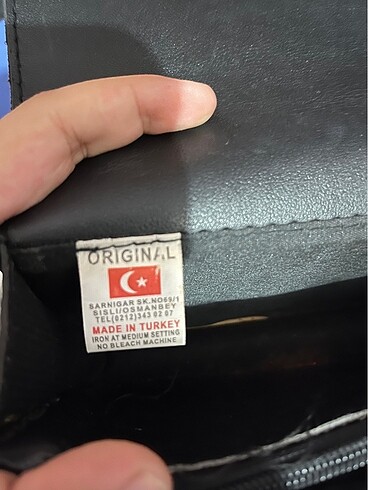 ORIGINAL
SARNIGAR SK.NO69/1
SISLI/OSMANBEY
TEL(0212)343 02 07
MADE IN TURKEY
IRON AT MEDIUM SETTING
NO BLEACH MACHINE